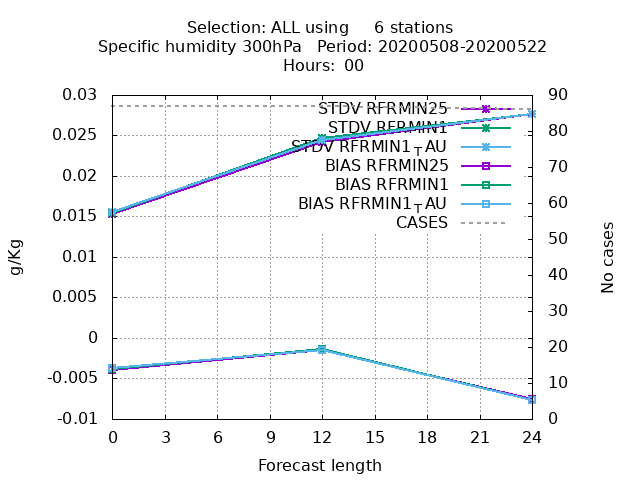 Selection: ALL using     6 stations
Specific humidity 300hPa   Period: 20200508-20200522
Hours: 00
0.03
0.025
0.02
0.015
0.01
0.005
0
-0.005
-0.01
g/Kg
STDV RFRMIN25
STDV RFRMIN1
STDV RFRMIN1TAU
BIAS RFRMIN25
BIAS RFRMIN1
BIAS RFRMIN1TAU
CASES
90
80
70
60
50
40
30
20
10
0
No cases
0 3 6 9 12 15 18 21 24
Forecast length